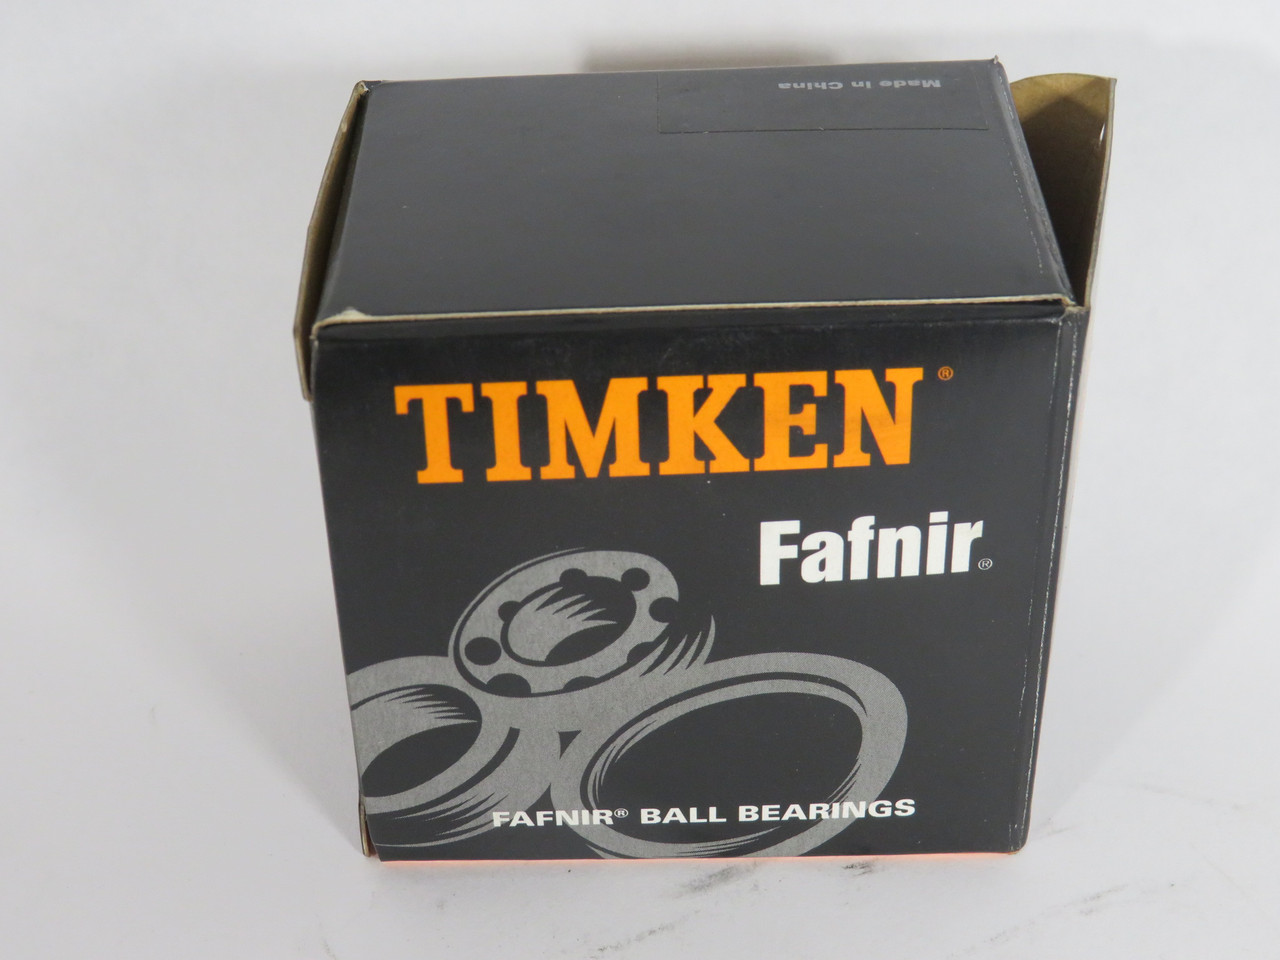 Made in China
TIMKEN®
Fafnir®
FAFNIR® BALL BEARINGS